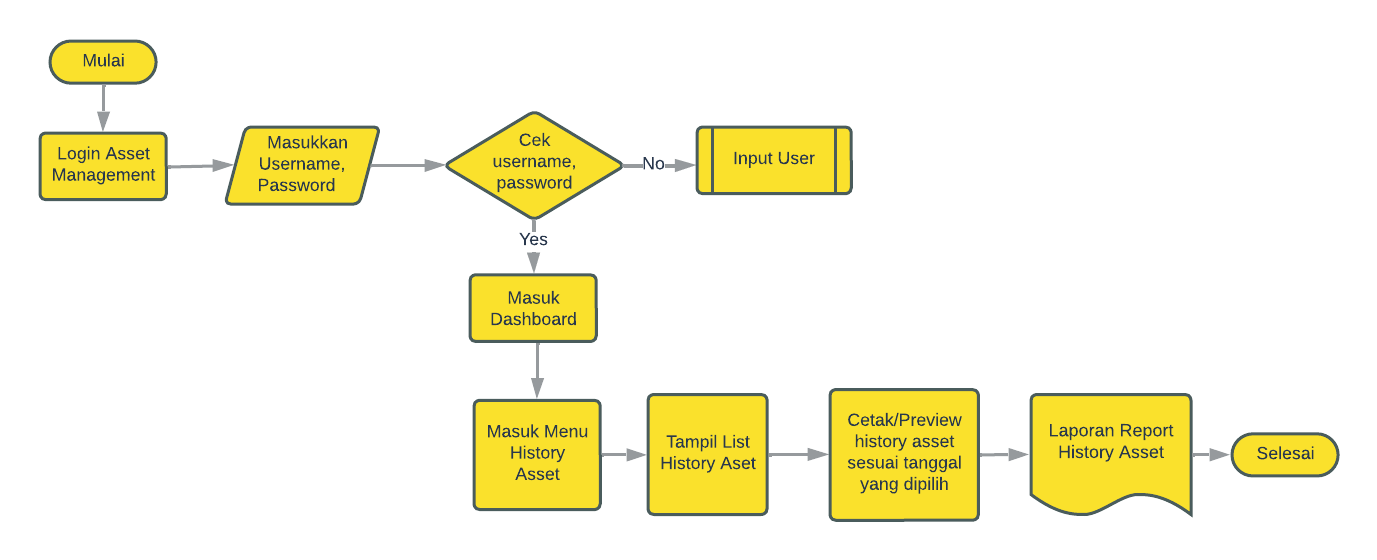 Mulai
Login Asset
Management
Masukkan
Username,
Password
Cek
username,
password
No
Input User
Yes
Masuk
Dashboard
Masuk Menu
History
Asset
Tampil List
History Aset
Cetak/Preview
history asset
sesuai tanggal
yang dipilih
Laporan Report
History Asset
Selesai